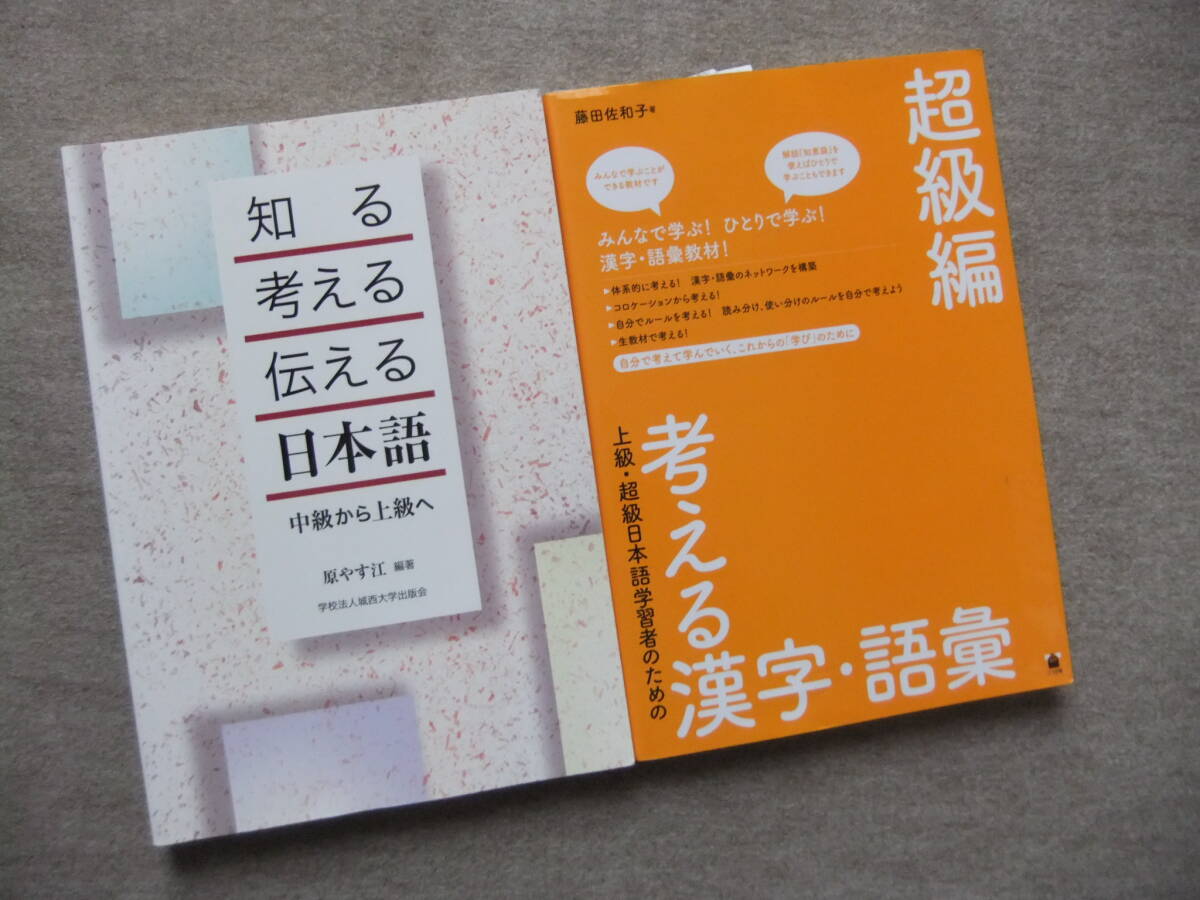 知る
考える
伝える
日本語
中級から上級へ
原やす江 編著
学校法人城西大学出版会
藤田佐和子 著
超級編
みんなで学ぶことが
できる教材です
解説「知恵袋」を
使えばひとりで
学ぶこともできます
みんなで学ぶ！ ひとりで学ぶ！
漢字・語彙教材！
▶体系的に考える！ 漢字・語彙のネットワークを構築
▶コロケーションから考える！
▶自分でルールを考える！ 読み分け、使い分けのルールを自分で考えよう
▶生教材で考える！
自分で考えて学んでいく、これからの「学び」のために
上級・超級日本語学習者のための
考える
漢字・語彙